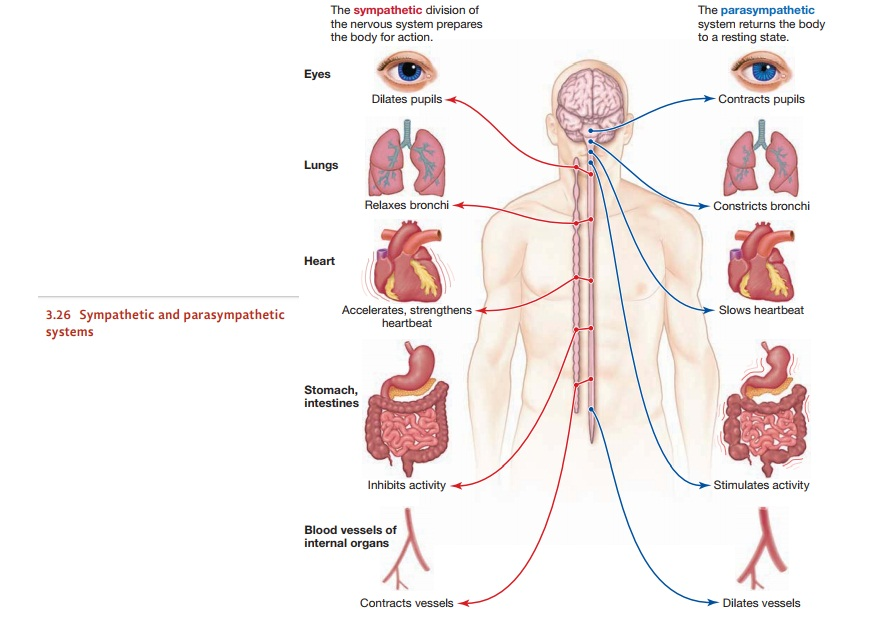 The sympathetic division of
the nervous system prepares
the body for action.
The parasympathetic
system returns the body
to a resting state.
Eyes
Dilates pupils
Contracts pupils
Lungs
Relaxes bronchi
Constricts bronchi
Heart
Accelerates, strengthens
heartbeat
Slows heartbeat
3.26 Sympathetic and parasympathetic
systems
Stomach,
intestines
Inhibits activity
Stimulates activity
Blood vessels of
internal organs
Contracts vessels
Dilates vessels